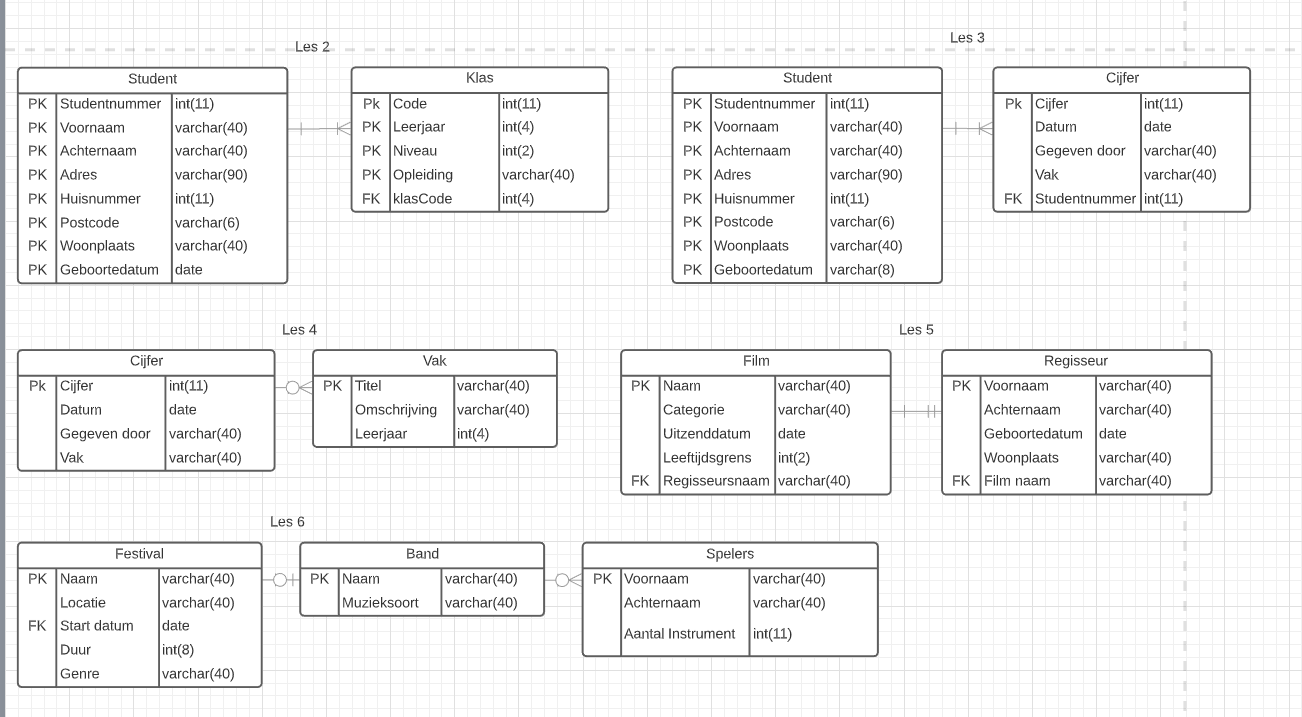 Les 2
Les 3
Student
PK Studentnummer int(11)
PK Voornaam varchar(40)
PK Achternaam varchar(40)
PK Adres varchar(90)
PK Huisnummer int(11)
PK Postcode varchar(6)
PK Woonplaats varchar(40)
PK Geboortedatum date
Klas
Pk Code int(11)
PK Leerjaar int(4)
PK Niveau int(2)
PK Opleiding varchar(40)
FK klasCode int(4)
Student
PK Studentnummer int(11)
PK Voornaam varchar(40)
PK Achternaam varchar(40)
PK Adres varchar(90)
PK Huisnummer int(11)
PK Postcode varchar(6)
PK Woonplaats varchar(40)
PK Geboortedatum varchar(8)
Cijfer
Pk Cijfer int(11)
Datum date
Gegeven door varchar(40)
Vak varchar(40)
FK Studentnummer int(11)
Les 4
Les 5
Cijfer
Pk Cijfer int(11)
Datum date
Gegeven door varchar(40)
Vak varchar(40)
Vak
PK Titel varchar(40)
Omschrijving varchar(40)
Leerjaar int(4)
Film
PK Naam varchar(40)
Categorie varchar(40)
Uitzenddatum date
Leeftijdsgrens int(2)
FK Regisseursnaam varchar(40)
Regisseur
PK Voornaam varchar(40)
Achternaam varchar(40)
Geboortedatum date
Woonplaats varchar(40)
FK Film naam varchar(40)
Les 6
Festival
PK Naam varchar(40)
Locatie varchar(40)
FK Start datum date
Duur int(8)
Genre varchar(40)
Band
PK Naam varchar(40)
Muzieksoort varchar(40)
Spelers
PK Voornaam varchar(40)
Achternaam varchar(40)
Aantal Instrument int(11)